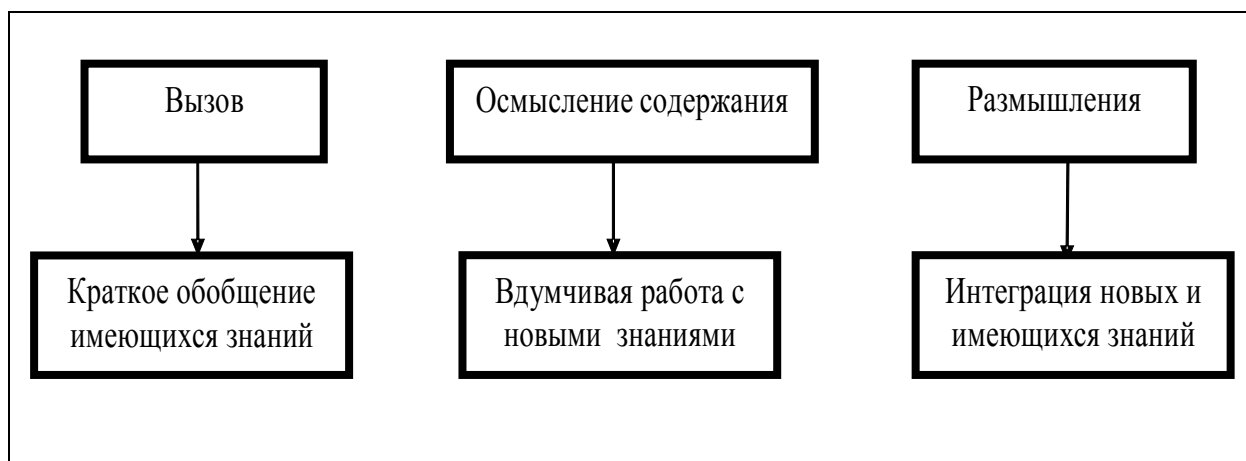 Вызов
Осмысление содержания
Размышления
Краткое обобщение
имеющихся знаний
Вдумчивая работа с
новыми знаниями
Интеграция новых и
имеющихся знаний